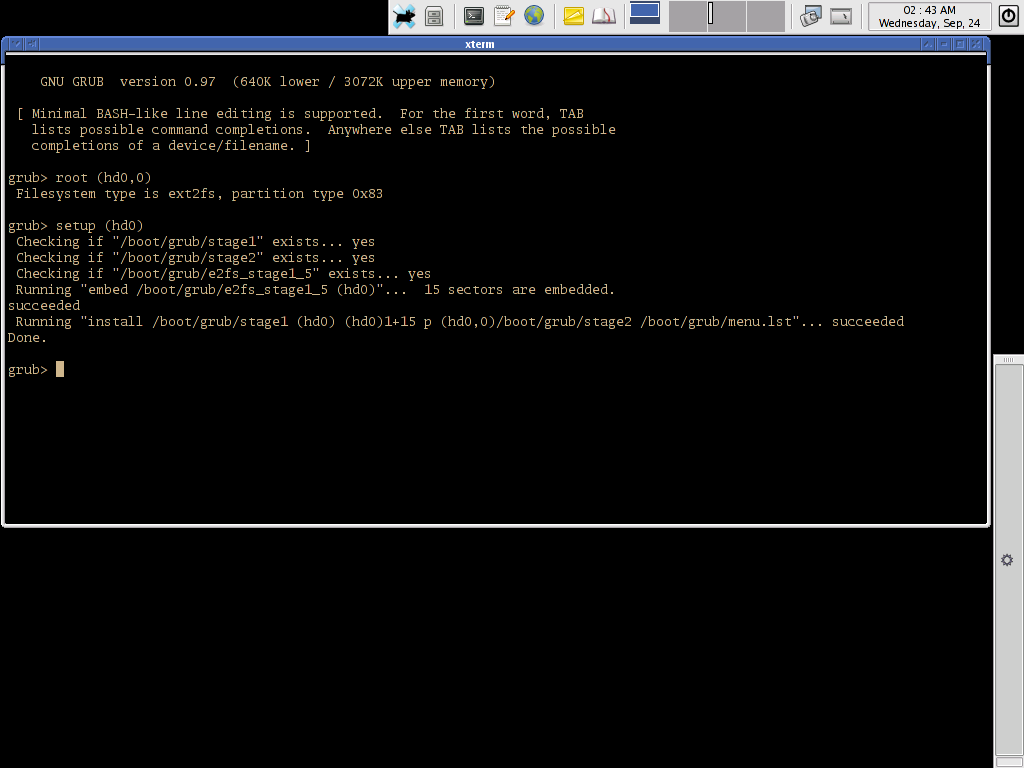 02 : 43 AM
Wednesday, Sep, 24
xterm
GNU GRUB  version 0.97  (640K lower / 3072K upper memory)
[ Minimal BASH-like line editing is supported.  For the first word, TAB
lists possible command completions.  Anywhere else TAB lists the possible
completions of a device/filename. ]
grub> root (hd0,0)
Filesystem type is ext2fs, partition type 0x83
grub> setup (hd0)
Checking if "/boot/grub/stage1" exists... yes
Checking if "/boot/grub/stage2" exists... yes
Checking if "/boot/grub/e2fs_stage1_5" exists... yes
Running "embed /boot/grub/e2fs_stage1_5 (hd0)"...  15 sectors are embedded.
succeeded
Running "install /boot/grub/stage1 (hd0) (hd0)1+15 p (hd0,0)/boot/grub/stage2 /boot/grub/menu.lst"... succeeded
Done.
grub>